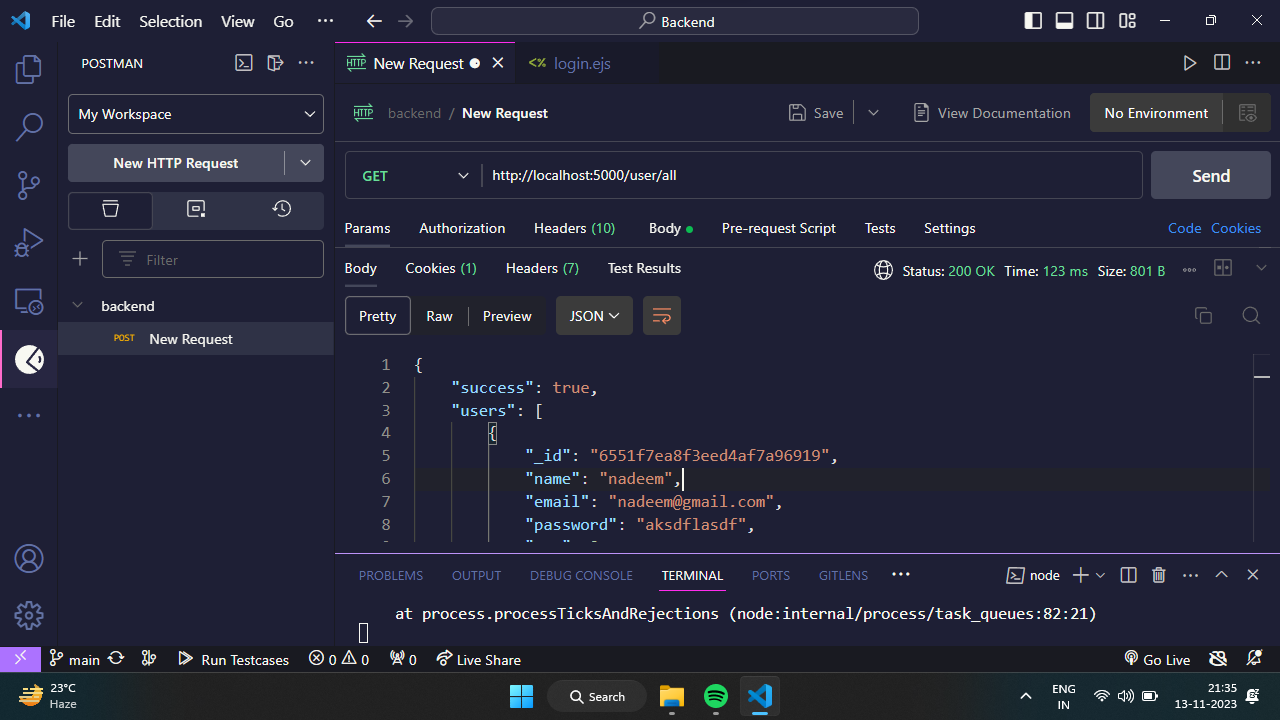 File Edit Selection View Go ··· Backend
POSTMAN
New Request login.ejs
My Workspace
backend / New Request Save View Documentation No Environment
New HTTP Request
GET http://localhost:5000/user/all Send
Params Authorization Headers (10) Body Pre-request Script Tests Settings Code Cookies
Filter
Body Cookies (1) Headers (7) Test Results Status: 200 OK Time: 123 ms Size: 801 B
backend
POST New Request
Pretty Raw Preview JSON
1 {
2 "success": true,
3 "users": [
4 {
5 "_id": "6551f7ea8f3eed4af7a96919",
6 "name": "nadeem",
7 "email": "nadeem@gmail.com",
8 "password": "aksdflasdf",
PROBLEMS OUTPUT DEBUG CONSOLE TERMINAL PORTS GITLENS ··· node
at process.processTicksAndRejections (node:internal/process/task_queues:82:21)
main Run Testcases 0 0 0 Live Share Go Live
23°C
Haze
Search
ENG
IN
21:35
13-11-2023